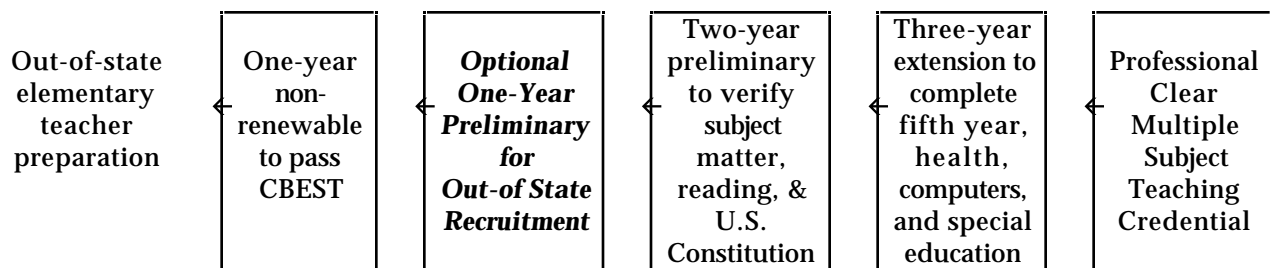 Out-of-state
elementary
teacher
preparation
One-year
non-
renewable
to pass
CBEST
Optional
One-Year
Preliminary
for
Out-of State
Recruitment
Two-year
preliminary
to verify
subject
matter,
reading, &
U.S.
Constitution
Three-year
extension to
complete
fifth year,
health,
computers,
and special
education
Professional
Clear
Multiple
Subject
Teaching
Credential